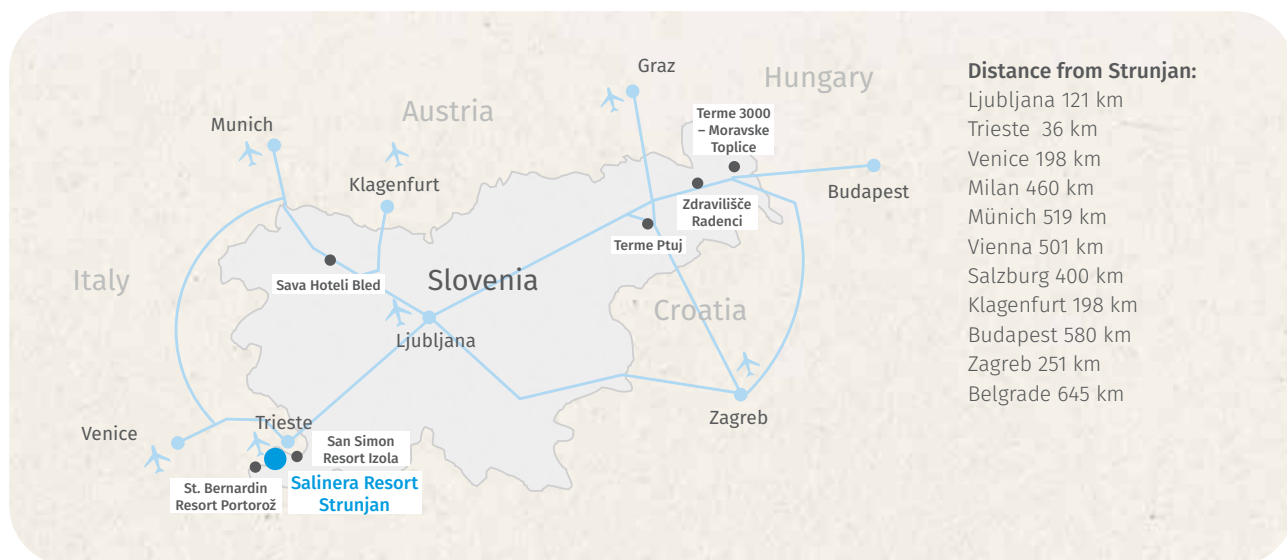 Graz
Hungary
Austria
Munich
Klagenfurt
Terme 3000
– Moravske
Toplice
Budapest
Zdravilišče
Radenci
Terme Ptuj
Italy
Sava Hoteli Bled
Slovenia
Croatia
Ljubljana
Zagreb
Venice
Trieste
San Simon
Resort Izola
St. Bernardin
Resort Portorož
Salinera Resort
Strunjan
Distance from Strunjan:
Ljubljana 121 km
Trieste 36 km
Venice 198 km
Milan 460 km
Münich 519 km
Vienna 501 km
Salzburg 400 km
Klagenfurt 198 km
Budapest 580 km
Zagreb 251 km
Belgrade 645 km